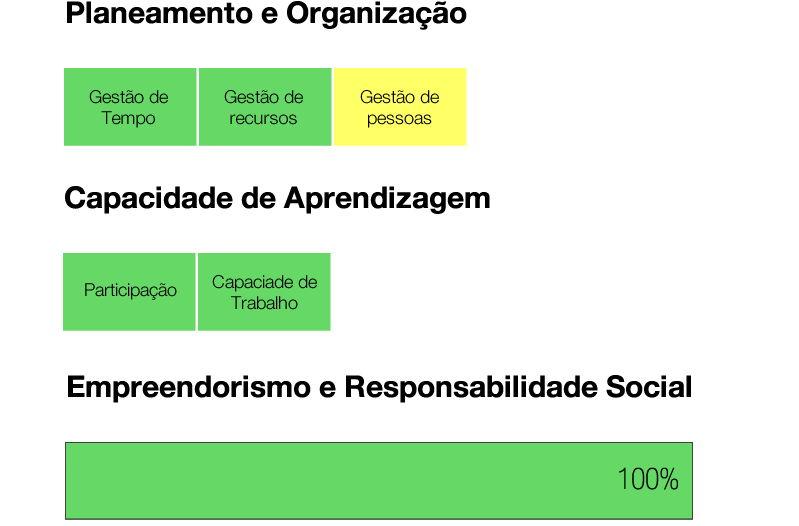 Planeamento e Organização
Gestão de
Tempo
Gestão de
recursos
Gestão de
pessoas
Capacidade de Aprendizagem
Participação
Capaciade de
Trabalho
Empreendorismo e Responsabilidade Social
100%